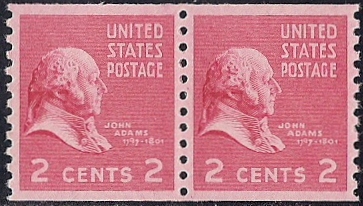 UNITED
STATES
POSTAGE
JOHN
ADAMS
1797-1801
2 CENTS 2
UNITED
STATES
POSTAGE
JOHN
ADAMS
1797-1801
2 CENTS 2